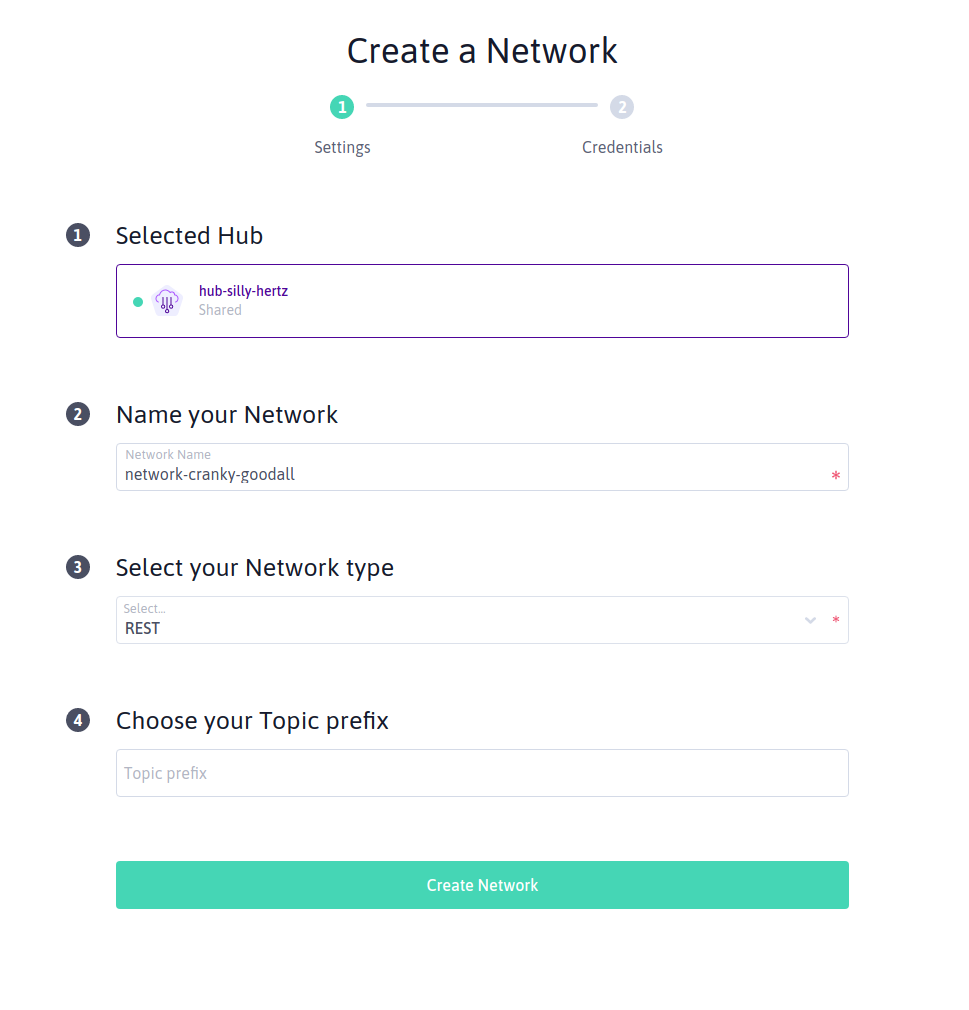 Create a Network
1
2
Settings
Credentials
1 Selected Hub
hub-silly-hertz
Shared
2 Name your Network
Network Name
network-cranky-goodall
*
3 Select your Network type
Select...
REST
*
4 Choose your Topic prefix
Topic prefix
Create Network